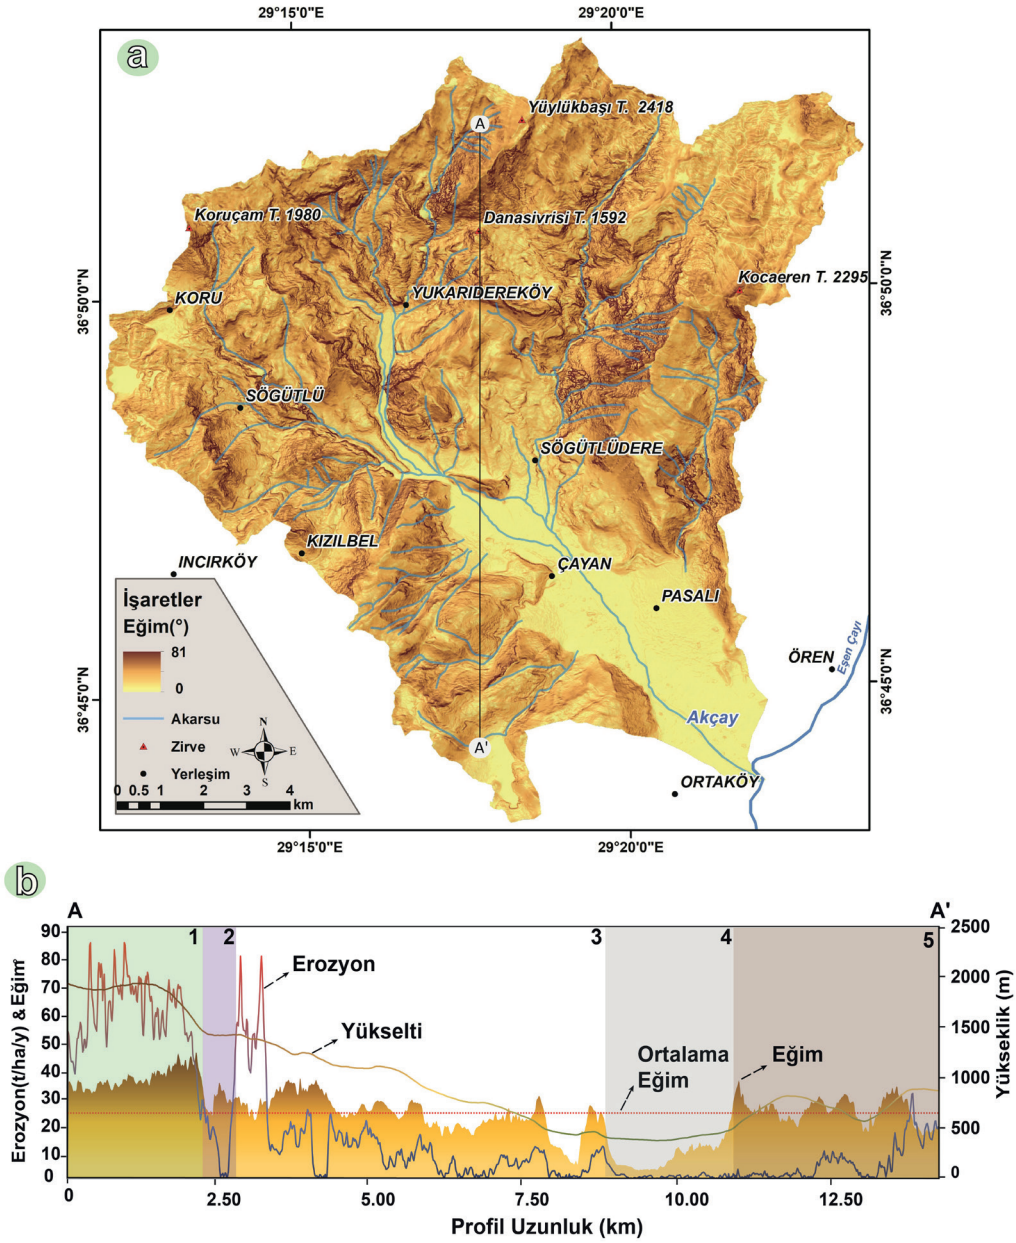 29°15'0"E
29°20'0"E
a
Yüylükbaşı T. 2418
A
Koruçam T. 1980
Danasivrisi T. 1592
36°50'0"N
36°50'0"N
Kocaeren T. 2295
KORU
YUKARIDEREKÖY
SÖGÜTLÜ
SÖGÜTLÜDERE
KIZILBEL
INCIRKÖY
ÇAYAN
PASALI
İşaretler
Eğim(°)
81
0
Akarsu
Zirve
Yerleşim
N
W
E
S
0 0.5 1 2 3 4
km
ÖREN
Eşen Çayı
36°45'0"N
36°45'0"N
Akçay
A'
ORTAKÖY
29°15'0"E
29°20'0"E
b
A
A'
90
80
70
60
50
40
30
20
10
0
Erozyon(t/ha/y) & Eğim°
1
2
3
4
5
Erozyon
Yükselti
Ortalama
Eğim
Eğim
2500
2000
1500
1000
500
0
Yükseklik (m)
0
2.50
5.00
7.50
10.00
12.50
Profil Uzunluk (km)